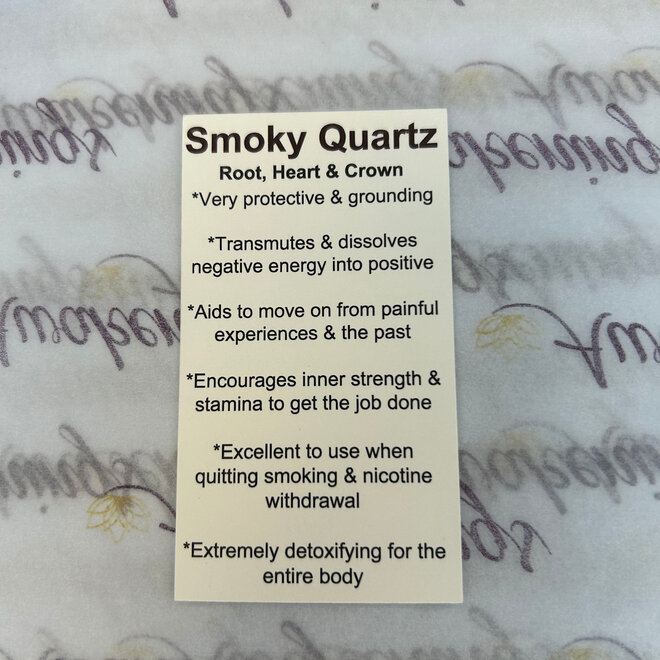 Smoky Quartz
Root, Heart & Crown
*Very protective & grounding
*Transmutes & dissolves
negative energy into positive
*Aids to move on from painful
experiences & the past
*Encourages inner strength &
stamina to get the job done
*Excellent to use when
quitting smoking & nicotine
withdrawal
*Extremely detoxifying for the
entire body